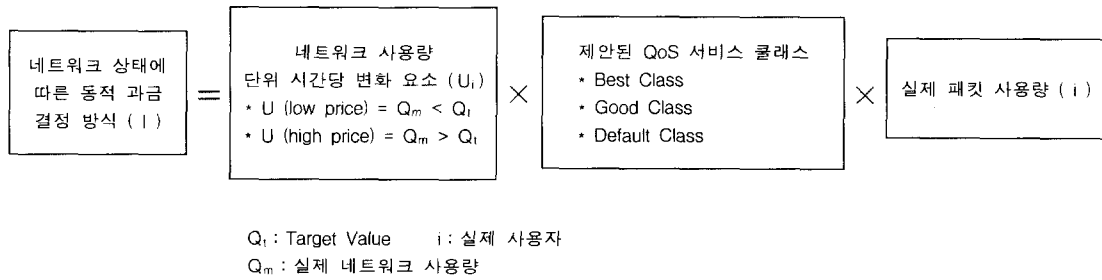 네트워크 상태에
따른 동적 과금
결정 방식 ( I )
=
네트워크 사용량
단위 시간당 변화 요소 (Ui)
* U (low price) = Qm < Qt
* U (high price) = Qm > Qt
×
제안된 QoS 서비스 쿨래스
* Best Class
* Good Class
* Default Class
×
실제 패킷 사용량 ( i )
Qt : Target Value i : 실제 사용자
Qm : 실제 네트워크 사용량